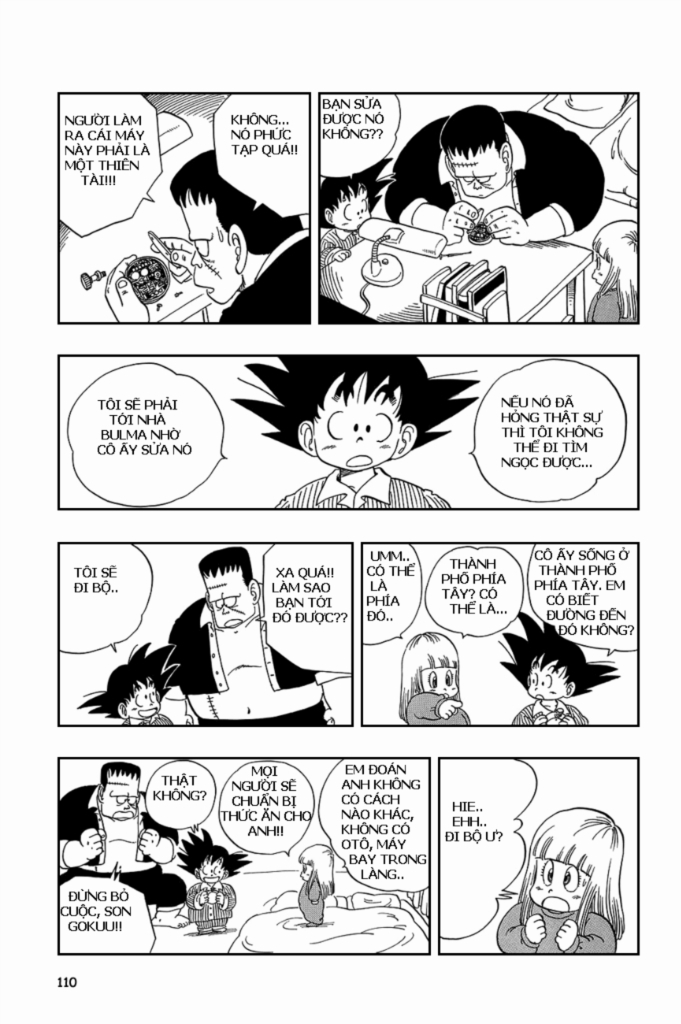 BẠN SỬA
ĐƯỢC NÓ
KHÔNG??
KHÔNG...
NÓ PHỨC
TẠP QUÁ!!
NGƯỜI LÀM
RA CÁI MÁY
NÀY PHẢI LÀ
MỘT THIÊN
TÀI!!!
NẾU NÓ ĐÃ
HỎNG THẬT SỰ
THÌ TÔI KHÔNG
THỂ ĐI TÌM
NGỌC ĐƯỢC...
TÔI SẼ PHẢI
TỚI NHÀ
BULMA NHỜ
CÔ ẤY SỬA NÓ
CÔ ẤY SỐNG Ở
THÀNH PHỐ
PHÍA TÂY. EM
CÓ BIẾT
ĐƯỜNG ĐẾN
ĐÓ KHÔNG?
THÀNH
PHỐ PHÍA
TÂY? CÓ
THỂ LÀ...
UMM..
CÓ THỂ
LÀ
PHÍA
ĐÓ..
XA QUÁ!!
LÀM SAO
BẠN TỚI
ĐÓ ĐƯỢC??
TÔI SẼ
ĐI BỘ..
HIE..
EHH..
ĐI BỘ Ư?
EM ĐOÁN
ANH KHÔNG
CÓ CÁCH
NÀO KHÁC,
KHÔNG CÓ
OTÔ, MÁY
BAY TRONG
LÀNG..
MỌI
NGƯỜI SẼ
CHUẨN BỊ
THỨC ĂN CHO
ANH!!
THẬT
KHÔNG?
ĐỪNG BỎ
CUỘC, SON
GOKUU!!
110